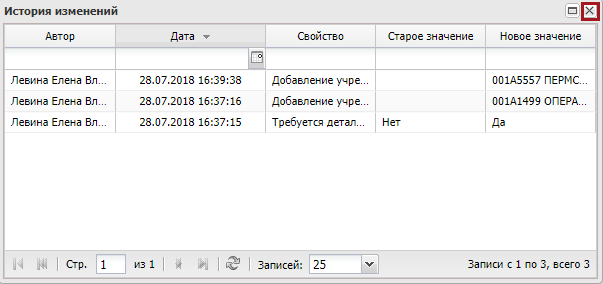 История изменений
Автор Дата Свойство Старое значение Новое значение
Левина Елена Вл... 28.07.2018 16:39:38 Добавление учре... 001А5557 ПЕРМС...
Левина Елена Вл... 28.07.2018 16:37:16 Добавление учре... 001А1499 ОПЕРА...
Левина Елена Вл... 28.07.2018 16:37:15 Требуется детал... Нет Да
Стр. 1 из 1 Записей: 25 Записи с 1 по 3, всего 3